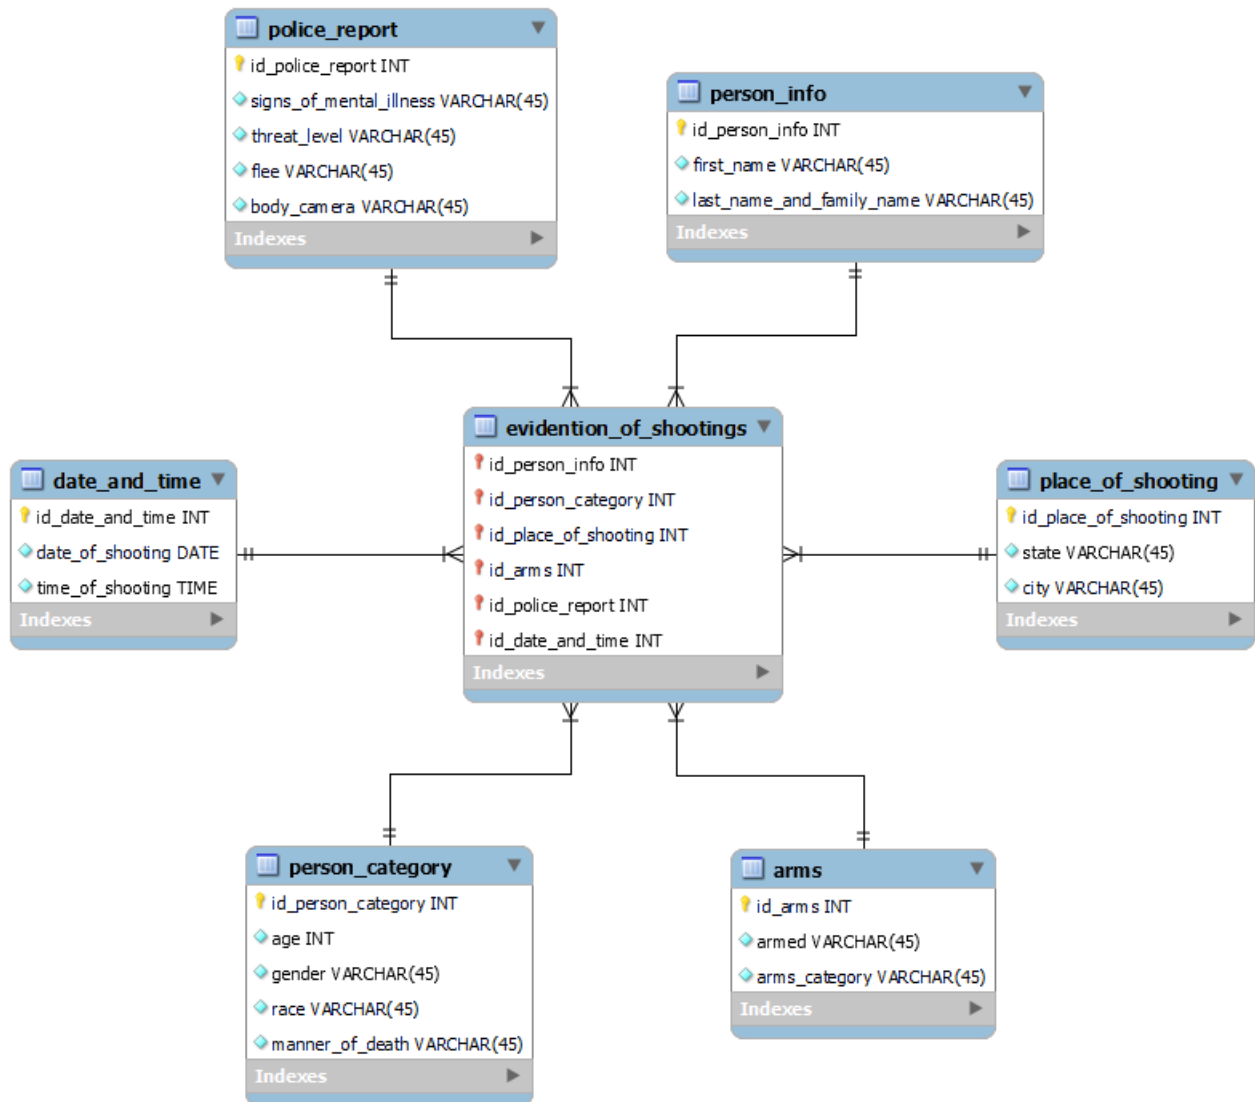 police_report
id_police_report INT
signs_of_mental_illness VARCHAR(45)
threat_level VARCHAR(45)
flee VARCHAR(45)
body_camera VARCHAR(45)
Indexes
person_info
id_person_info INT
first_name VARCHAR(45)
last_name_and_family_name VARCHAR(45)
Indexes
evidention_of_shootings
id_person_info INT
id_person_category INT
id_place_of_shooting INT
id_arms INT
id_police_report INT
id_date_and_time INT
Indexes
date_and_time
id_date_and_time INT
date_of_shooting DATE
time_of_shooting TIME
Indexes
place_of_shooting
id_place_of_shooting INT
state VARCHAR(45)
city VARCHAR(45)
Indexes
person_category
id_person_category INT
age INT
gender VARCHAR(45)
race VARCHAR(45)
manner_of_death VARCHAR(45)
Indexes
arms
id_arms INT
armed VARCHAR(45)
arms_category VARCHAR(45)
Indexes